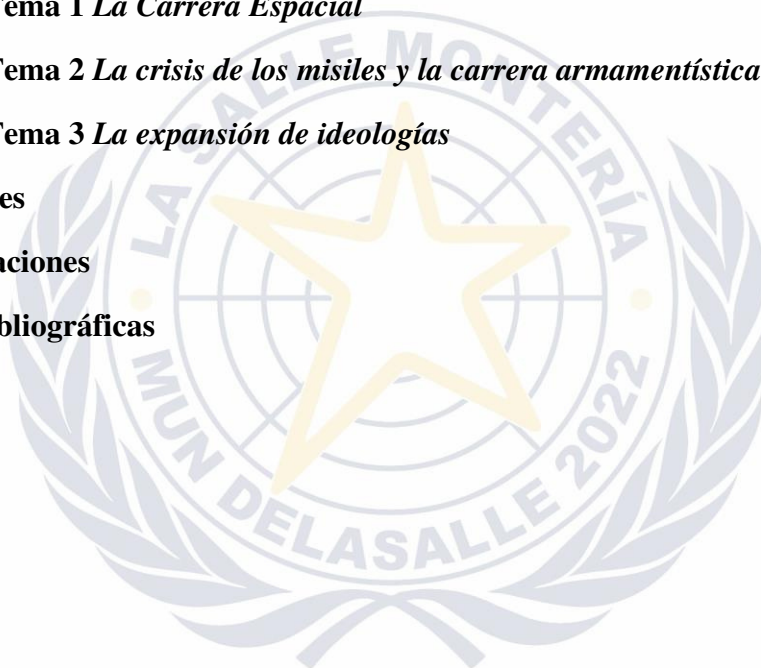 Tema 1 La Carrera Espacial
Tema 2 La crisis de los misiles y la carrera armamentística
Tema 3 La expansión de ideologías
es
aciones
bliográficas
LA SALLE MONTERÍA
MUN DELASALLE 2022